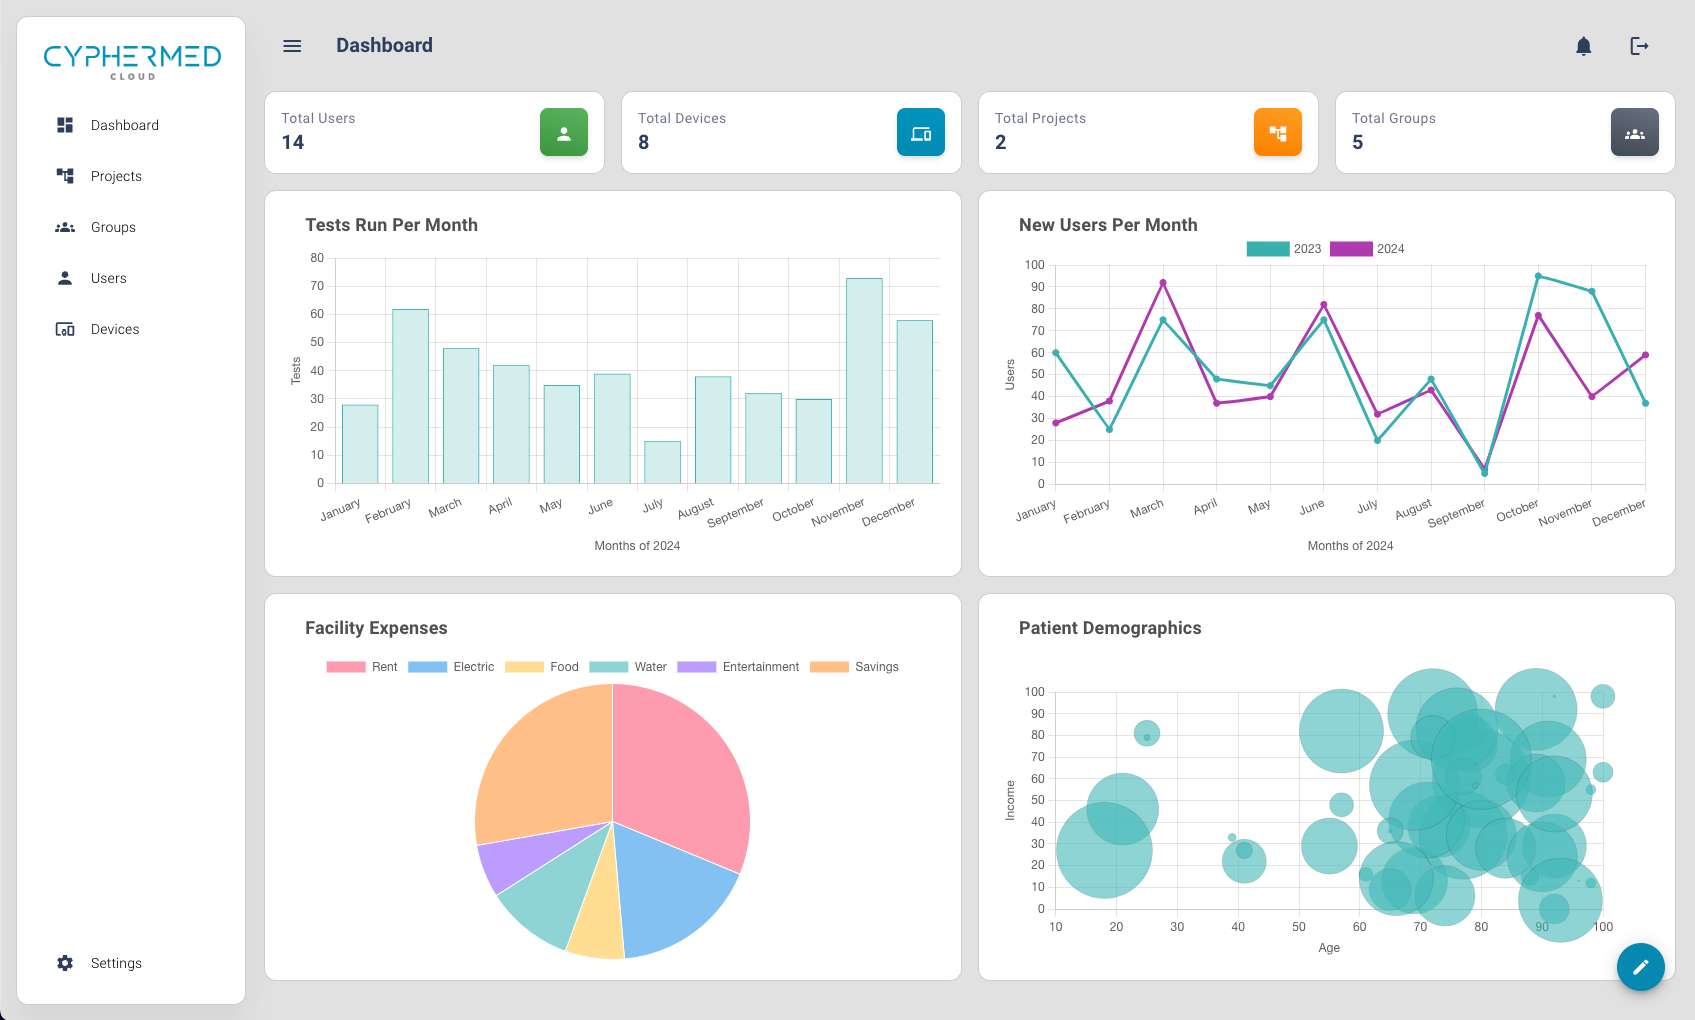 CYPHERMED
CLOUD
Dashboard
Projects
Groups
Users
Devices
Settings
Dashboard
Total Users
14
Total Devices
8
Total Projects
2
Total Groups
5
Tests Run Per Month
80
70
60
50
40
30
20
10
0
Tests
January February March April May June July August September October November December
Months of 2024
New Users Per Month
2023 2024
100
90
80
70
60
50
40
30
20
10
0
Users
January February March April May June July August September October November December
Months of 2024
Facility Expenses
Rent Electric Food Water Entertainment Savings
Patient Demographics
100
90
80
70
60
50
40
30
20
10
0
Income
10 20 30 40 50 60 70 80 90 100
Age